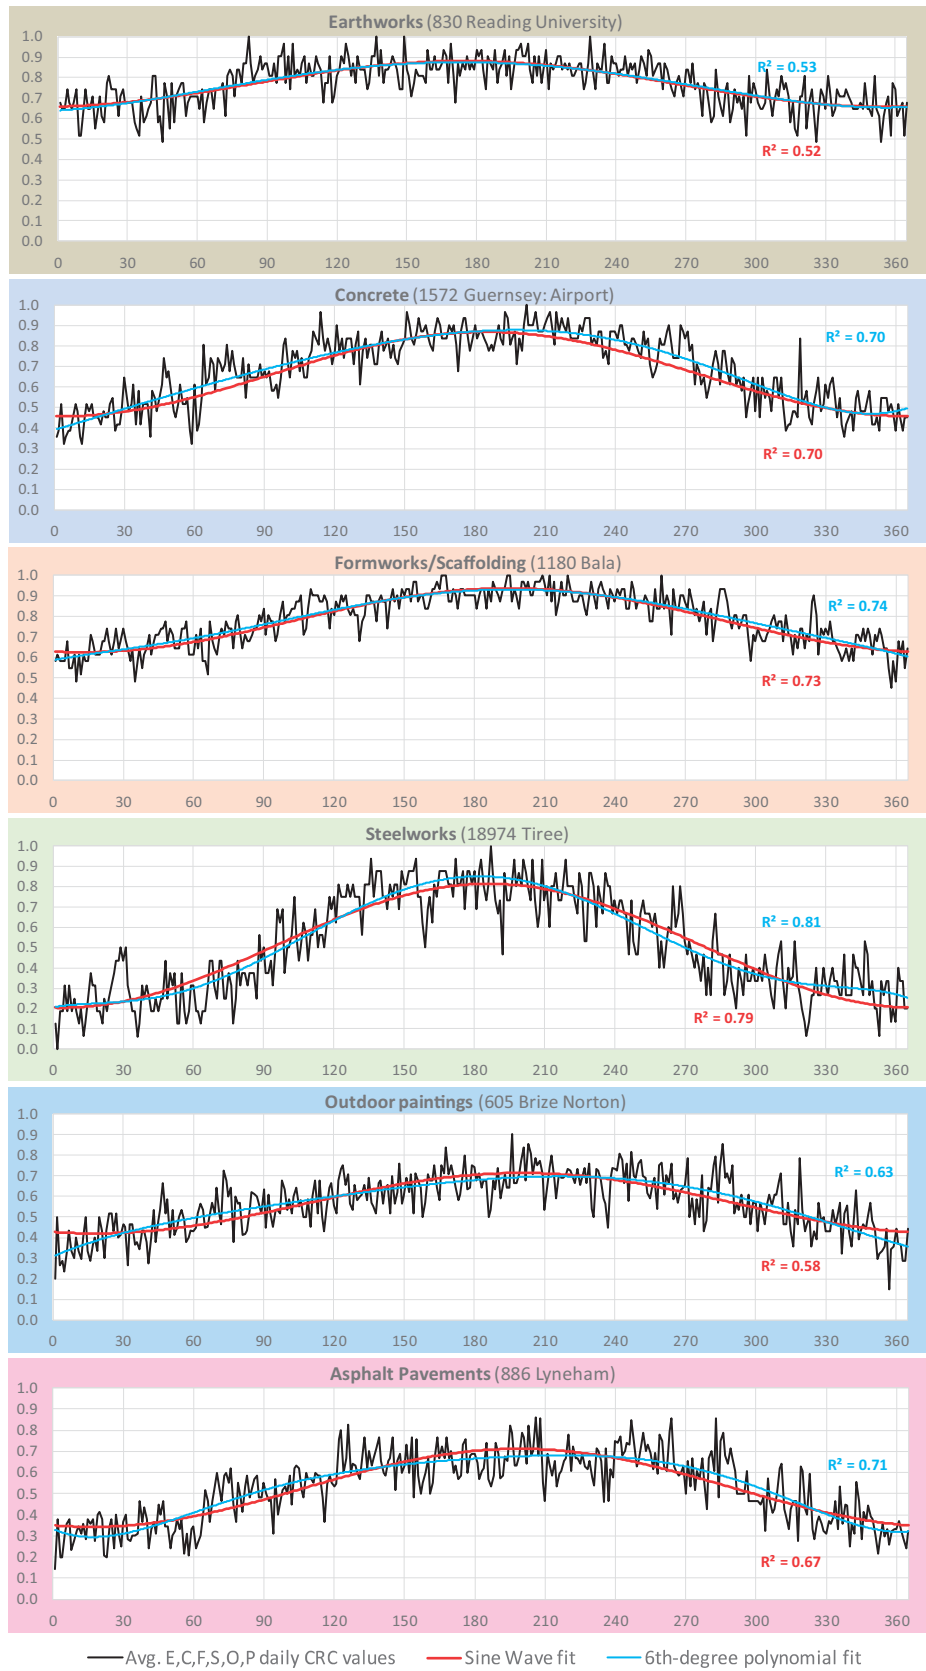 Earthworks (830 Reading University)
1.0
0.9
0.8
0.7
0.6
0.5
0.4
0.3
0.2
0.1
0.0
R² = 0.53
R² = 0.52
0 30 60 90 120 150 180 210 240 270 300 330 360
Concrete (1572 Guernsey: Airport)
1.0
0.9
0.8
0.7
0.6
0.5
0.4
0.3
0.2
0.1
0.0
R² = 0.70
R² = 0.70
0 30 60 90 120 150 180 210 240 270 300 330 360
Formworks/Scaffolding (1180 Bala)
1.0
0.9
0.8
0.7
0.6
0.5
0.4
0.3
0.2
0.1
0.0
R² = 0.74
R² = 0.73
0 30 60 90 120 150 180 210 240 270 300 330 360
Steelworks (18974 Tiree)
1.0
0.9
0.8
0.7
0.6
0.5
0.4
0.3
0.2
0.1
0.0
R² = 0.81
R² = 0.79
0 30 60 90 120 150 180 210 240 270 300 330 360
Outdoor paintings (605 Brize Norton)
1.0
0.9
0.8
0.7
0.6
0.5
0.4
0.3
0.2
0.1
0.0
R² = 0.63
R² = 0.58
0 30 60 90 120 150 180 210 240 270 300 330 360
Asphalt Pavements (886 Lyneham)
1.0
0.9
0.8
0.7
0.6
0.5
0.4
0.3
0.2
0.1
0.0
R² = 0.71
R² = 0.67
0 30 60 90 120 150 180 210 240 270 300 330 360
Avg. E,C,F,S,O,P daily CRC values Sine Wave fit 6th-degree polynomial fit